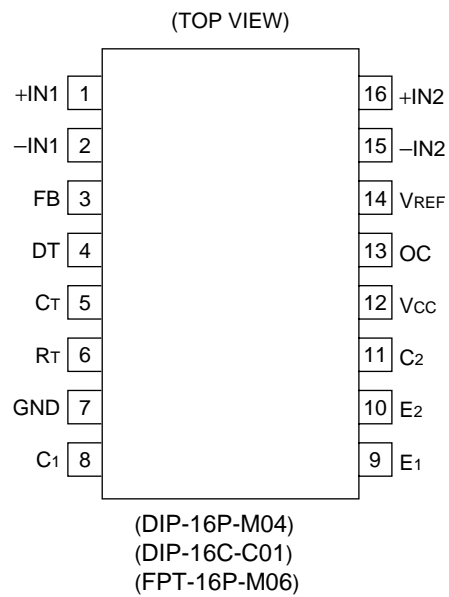 (TOP VIEW)
+IN1 1
16 +IN2
−IN1 2
15 −IN2
FB 3
14 VREF
DT 4
13 OC
CT 5
12 VCC
RT 6
11 C2
GND 7
10 E2
C1 8
9 E1
(DIP-16P-M04)
(DIP-16C-C01)
(FPT-16P-M06)